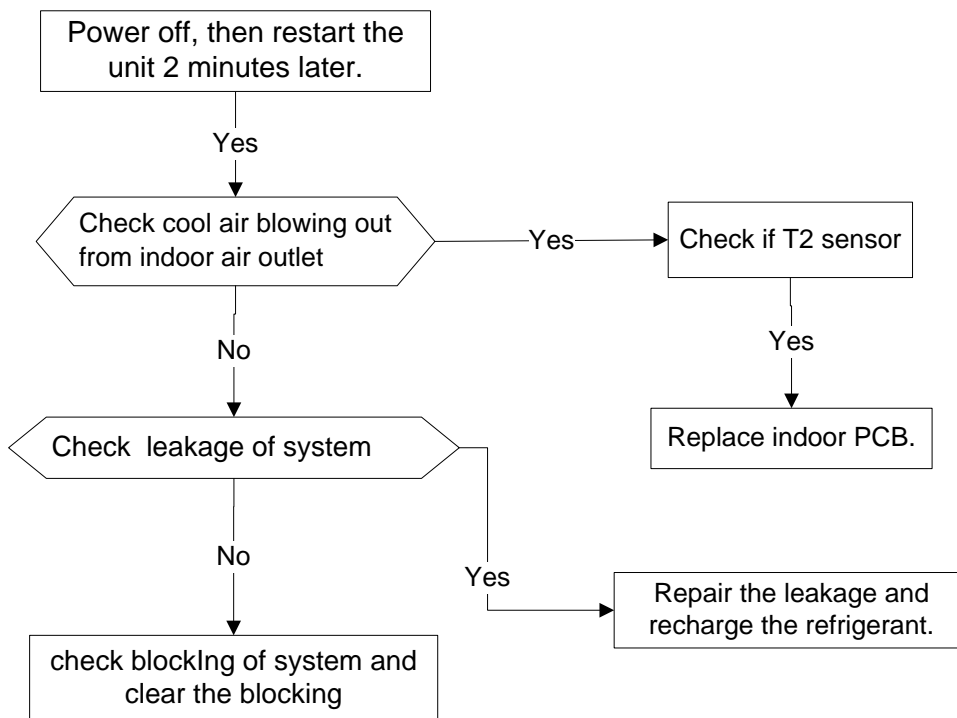 Power off, then restart the
unit 2 minutes later.
Yes
Check cool air blowing out
from indoor air outlet
Yes
Check if T2 sensor
Yes
Replace indoor PCB.
No
Check leakage of system
No
Yes
Repair the leakage and
recharge the refrigerant.
check blockIng of system and
clear the blocking